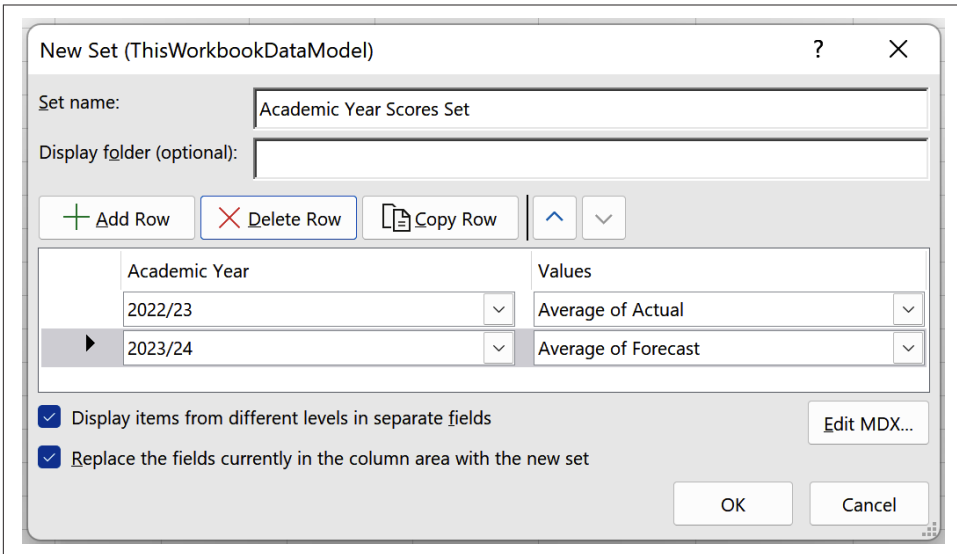 New Set (ThisWorkbookDataModel) ?
Set name: Academic Year Scores Set
Display folder (optional):
Add Row Delete Row Copy Row
Academic Year Values
2022/23 Average of Actual
2023/24 Average of Forecast
Display items from different levels in separate fields
Edit MDX...
Replace the fields currently in the column area with the new set
OK Cancel